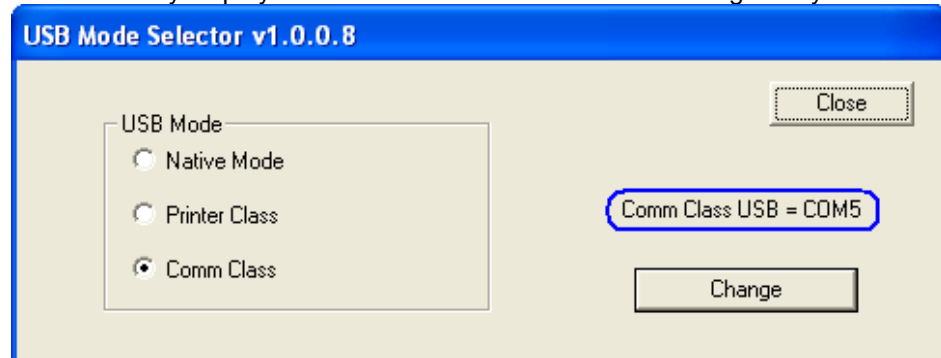 USB Mode Selector v1.0.0.8
Close
USB Mode
Native Mode
Printer Class
Comm Class USB = COM5
Comm Class
Change